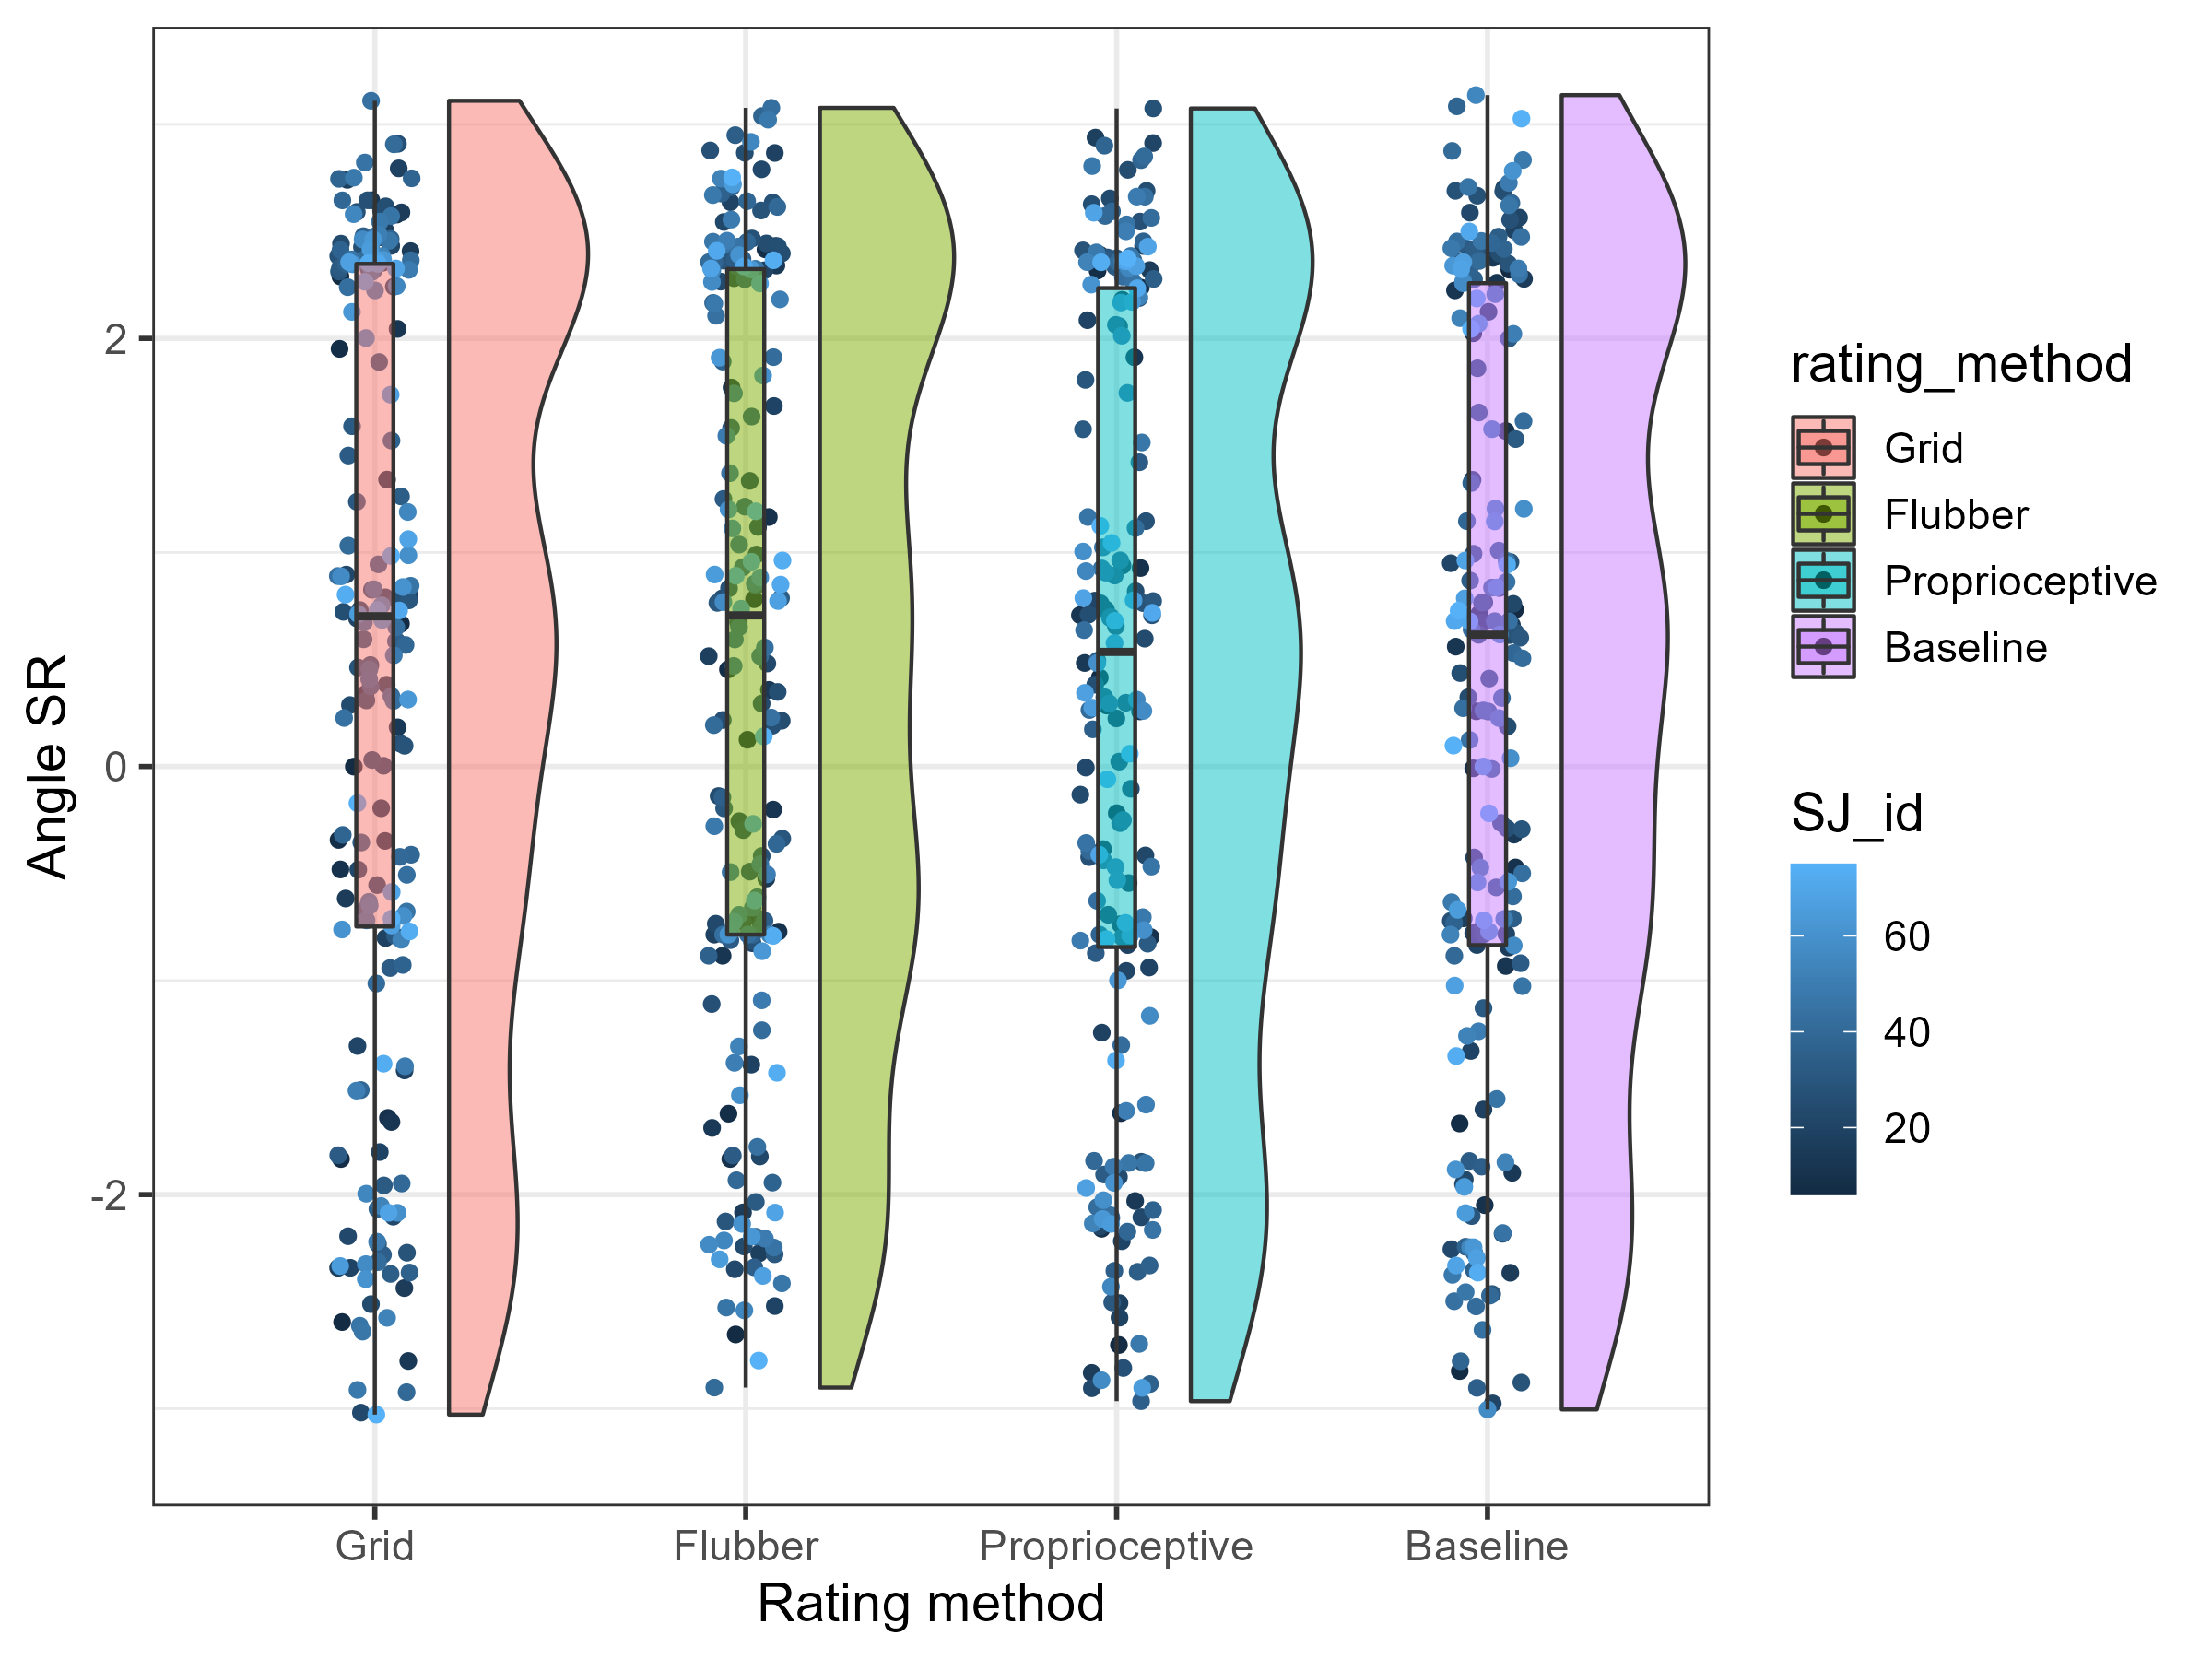 Angle SR
2
0
-2
Grid
Flubber
Proprioceptive
Baseline
Rating method
rating_method
Grid
Flubber
Proprioceptive
Baseline
SJ_id
60
40
20